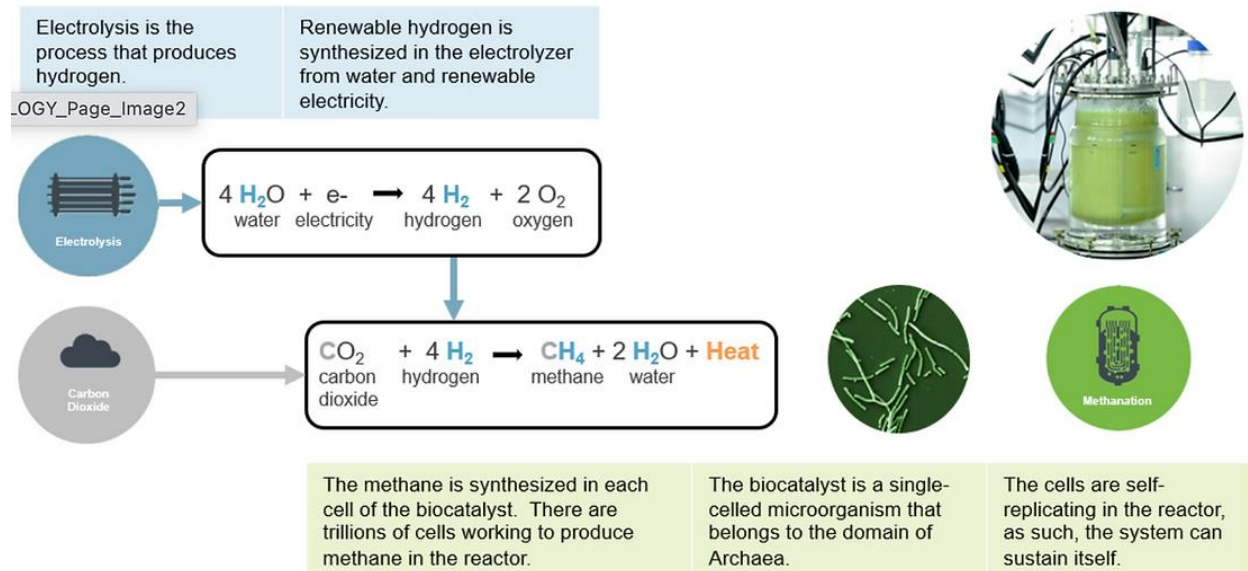 Electrolysis is the
process that produces
hydrogen.
Renewable hydrogen is
synthesized in the electrolyzer
from water and renewable
electricity.
LOGY_Page_Image2
Electrolysis
4 H₂O + e- → 4 H₂ + 2 O₂
water electricity hydrogen oxygen
Carbon
Dioxide
CO₂ + 4 H₂ → CH₄ + 2 H₂O + Heat
carbon hydrogen methane water
dioxide
Methanation
The methane is synthesized in each
cell of the biocatalyst. There are
trillions of cells working to produce
methane in the reactor.
The biocatalyst is a single-
celled microorganism that
belongs to the domain of
Archaea.
The cells are self-
replicating in the reactor,
as such, the system can
sustain itself.